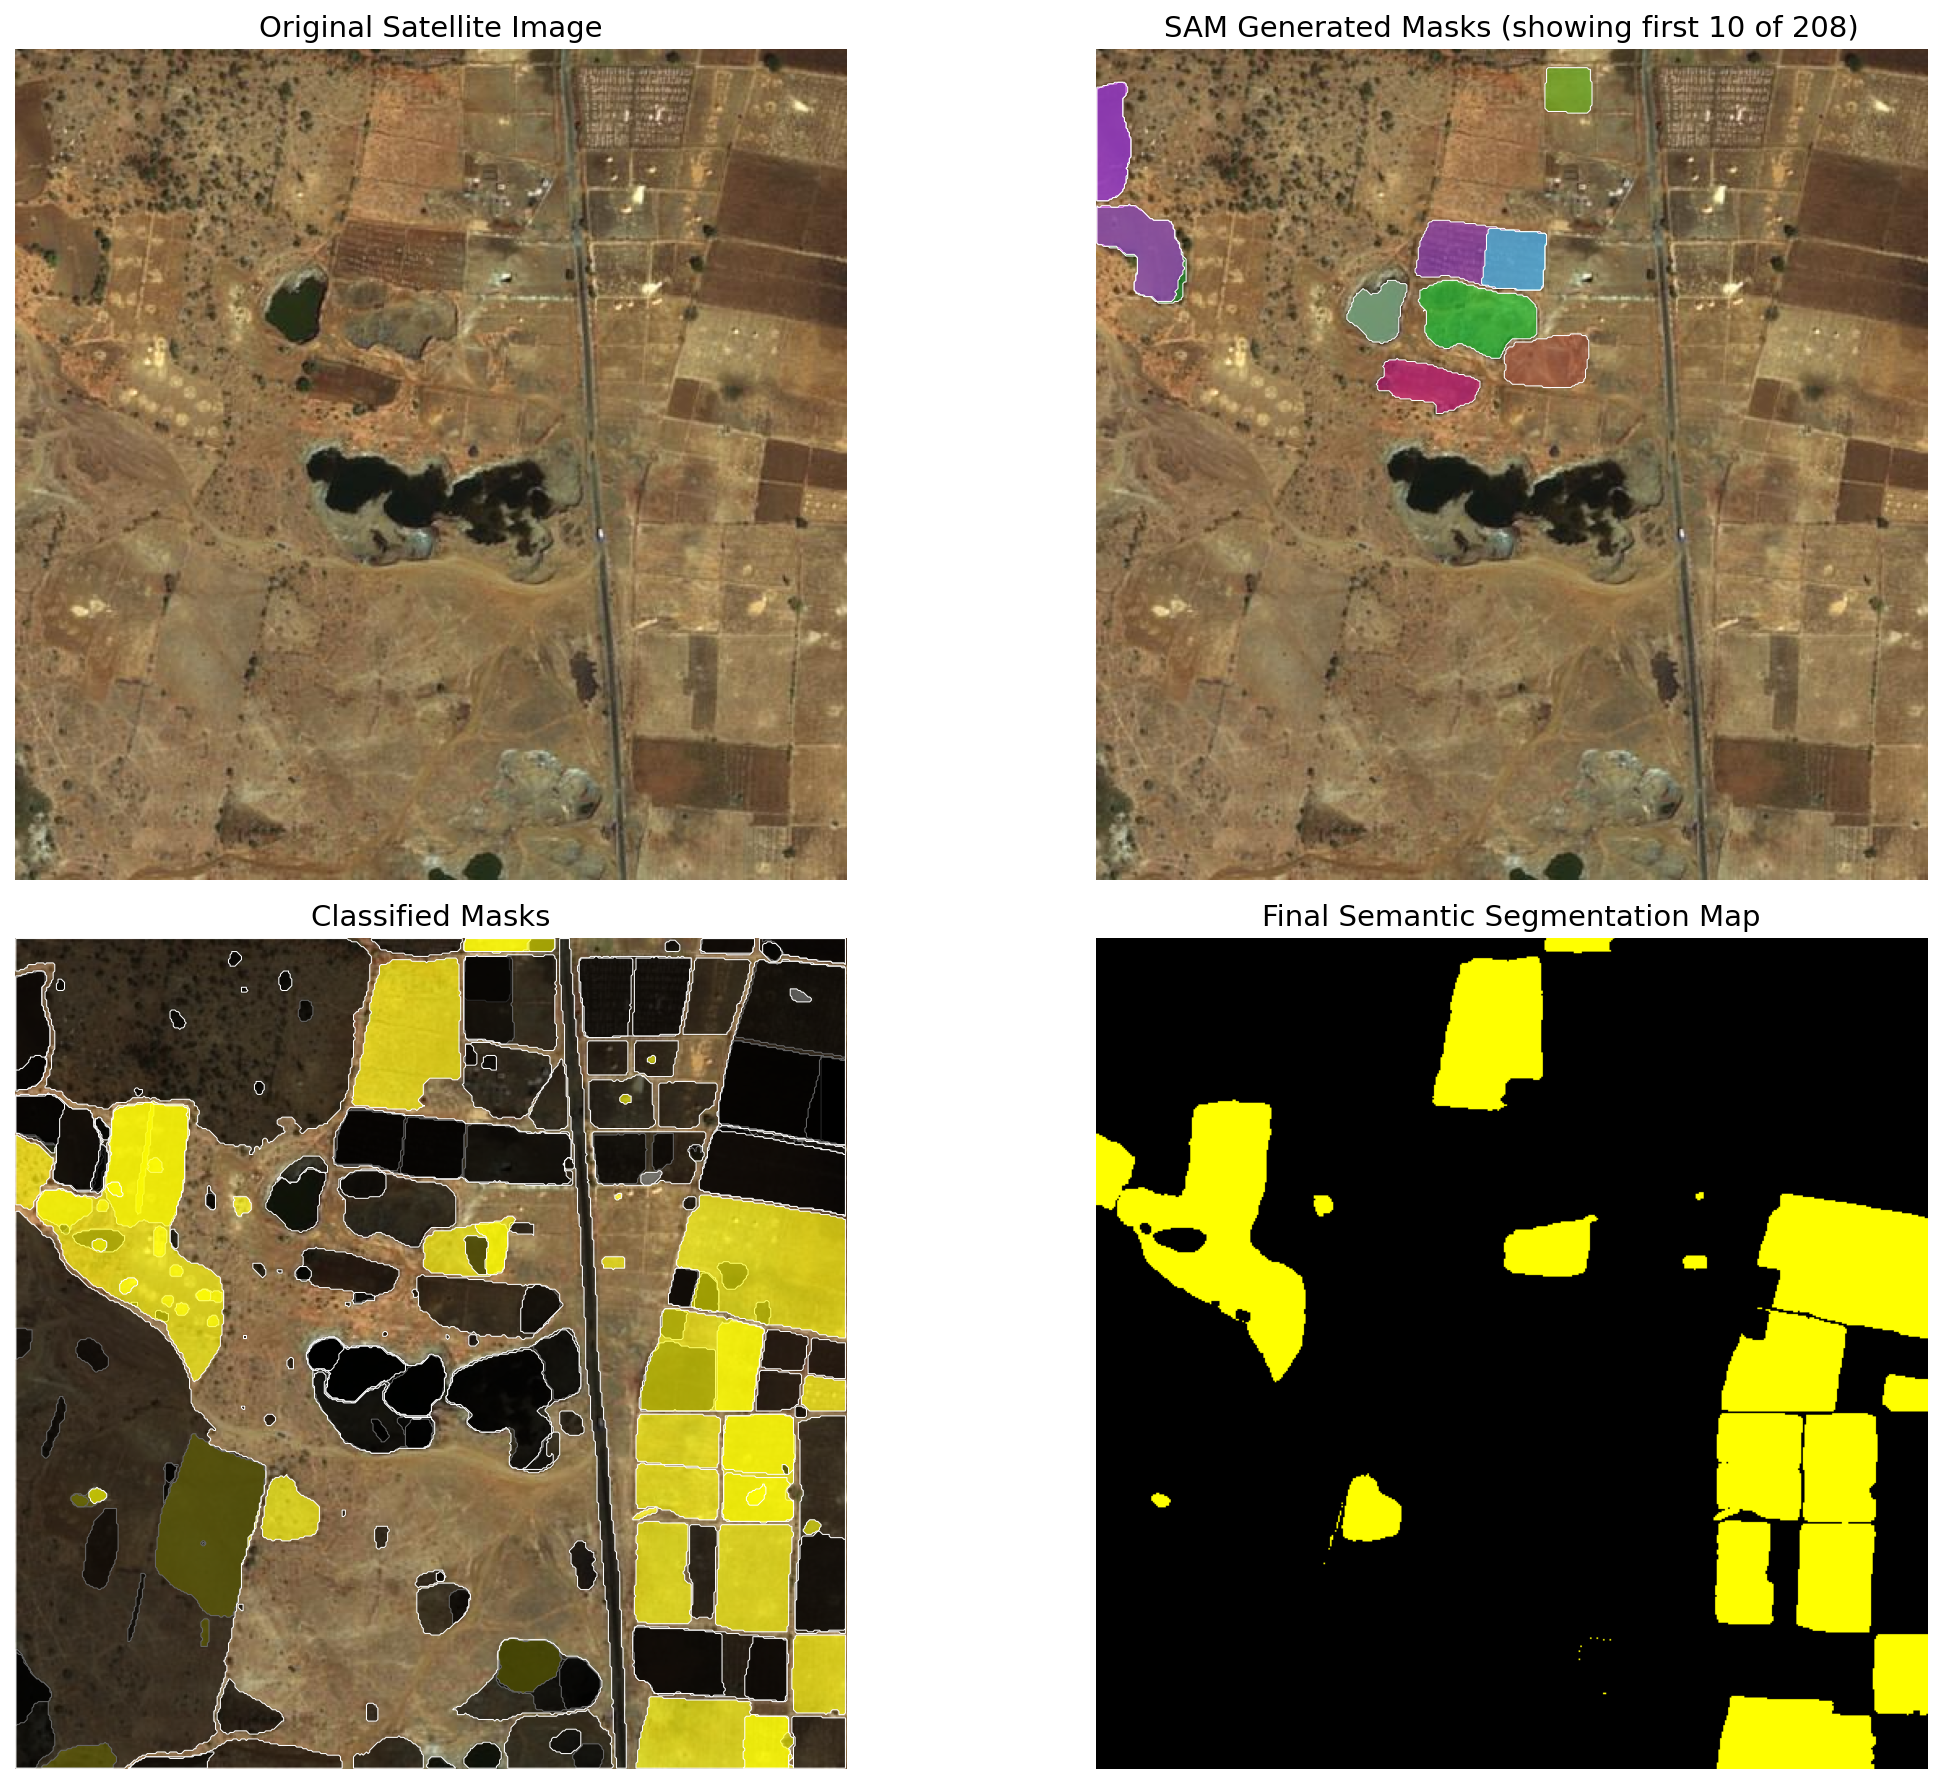 Original Satellite Image
SAM Generated Masks (showing first 10 of 208)
Classified Masks
Final Semantic Segmentation Map